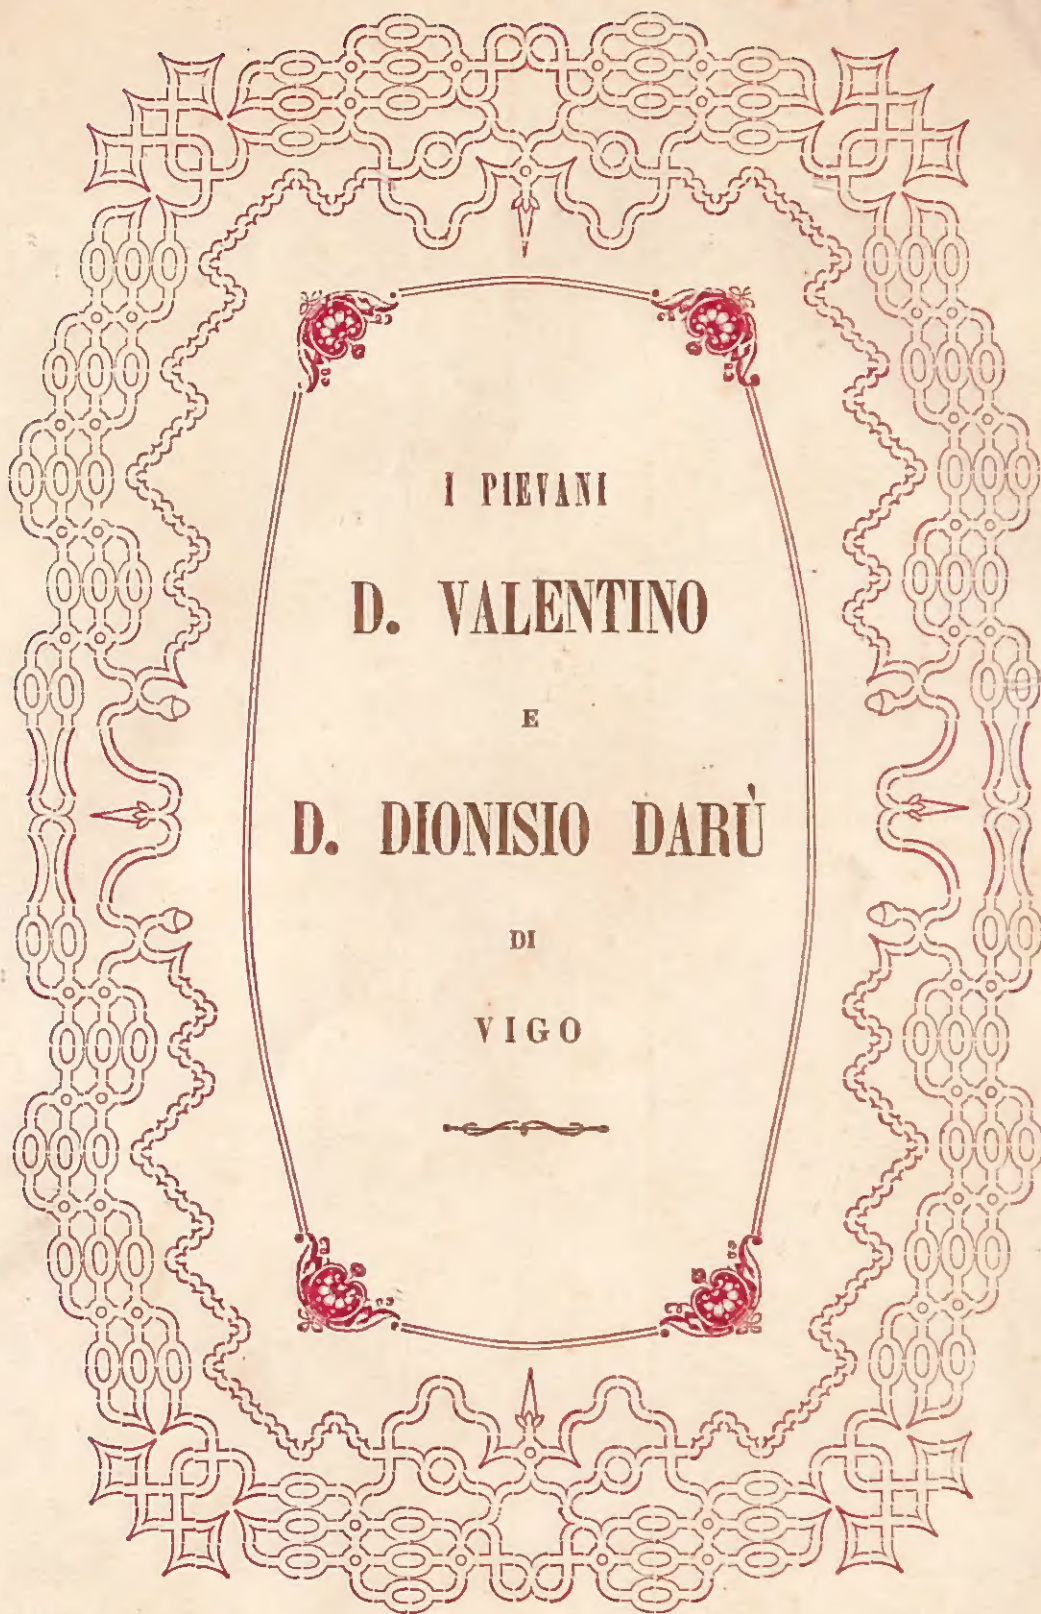 I PIEVANI
D. VALENTINO
E
D. DIONISIO DARÙ
DI
VIGO